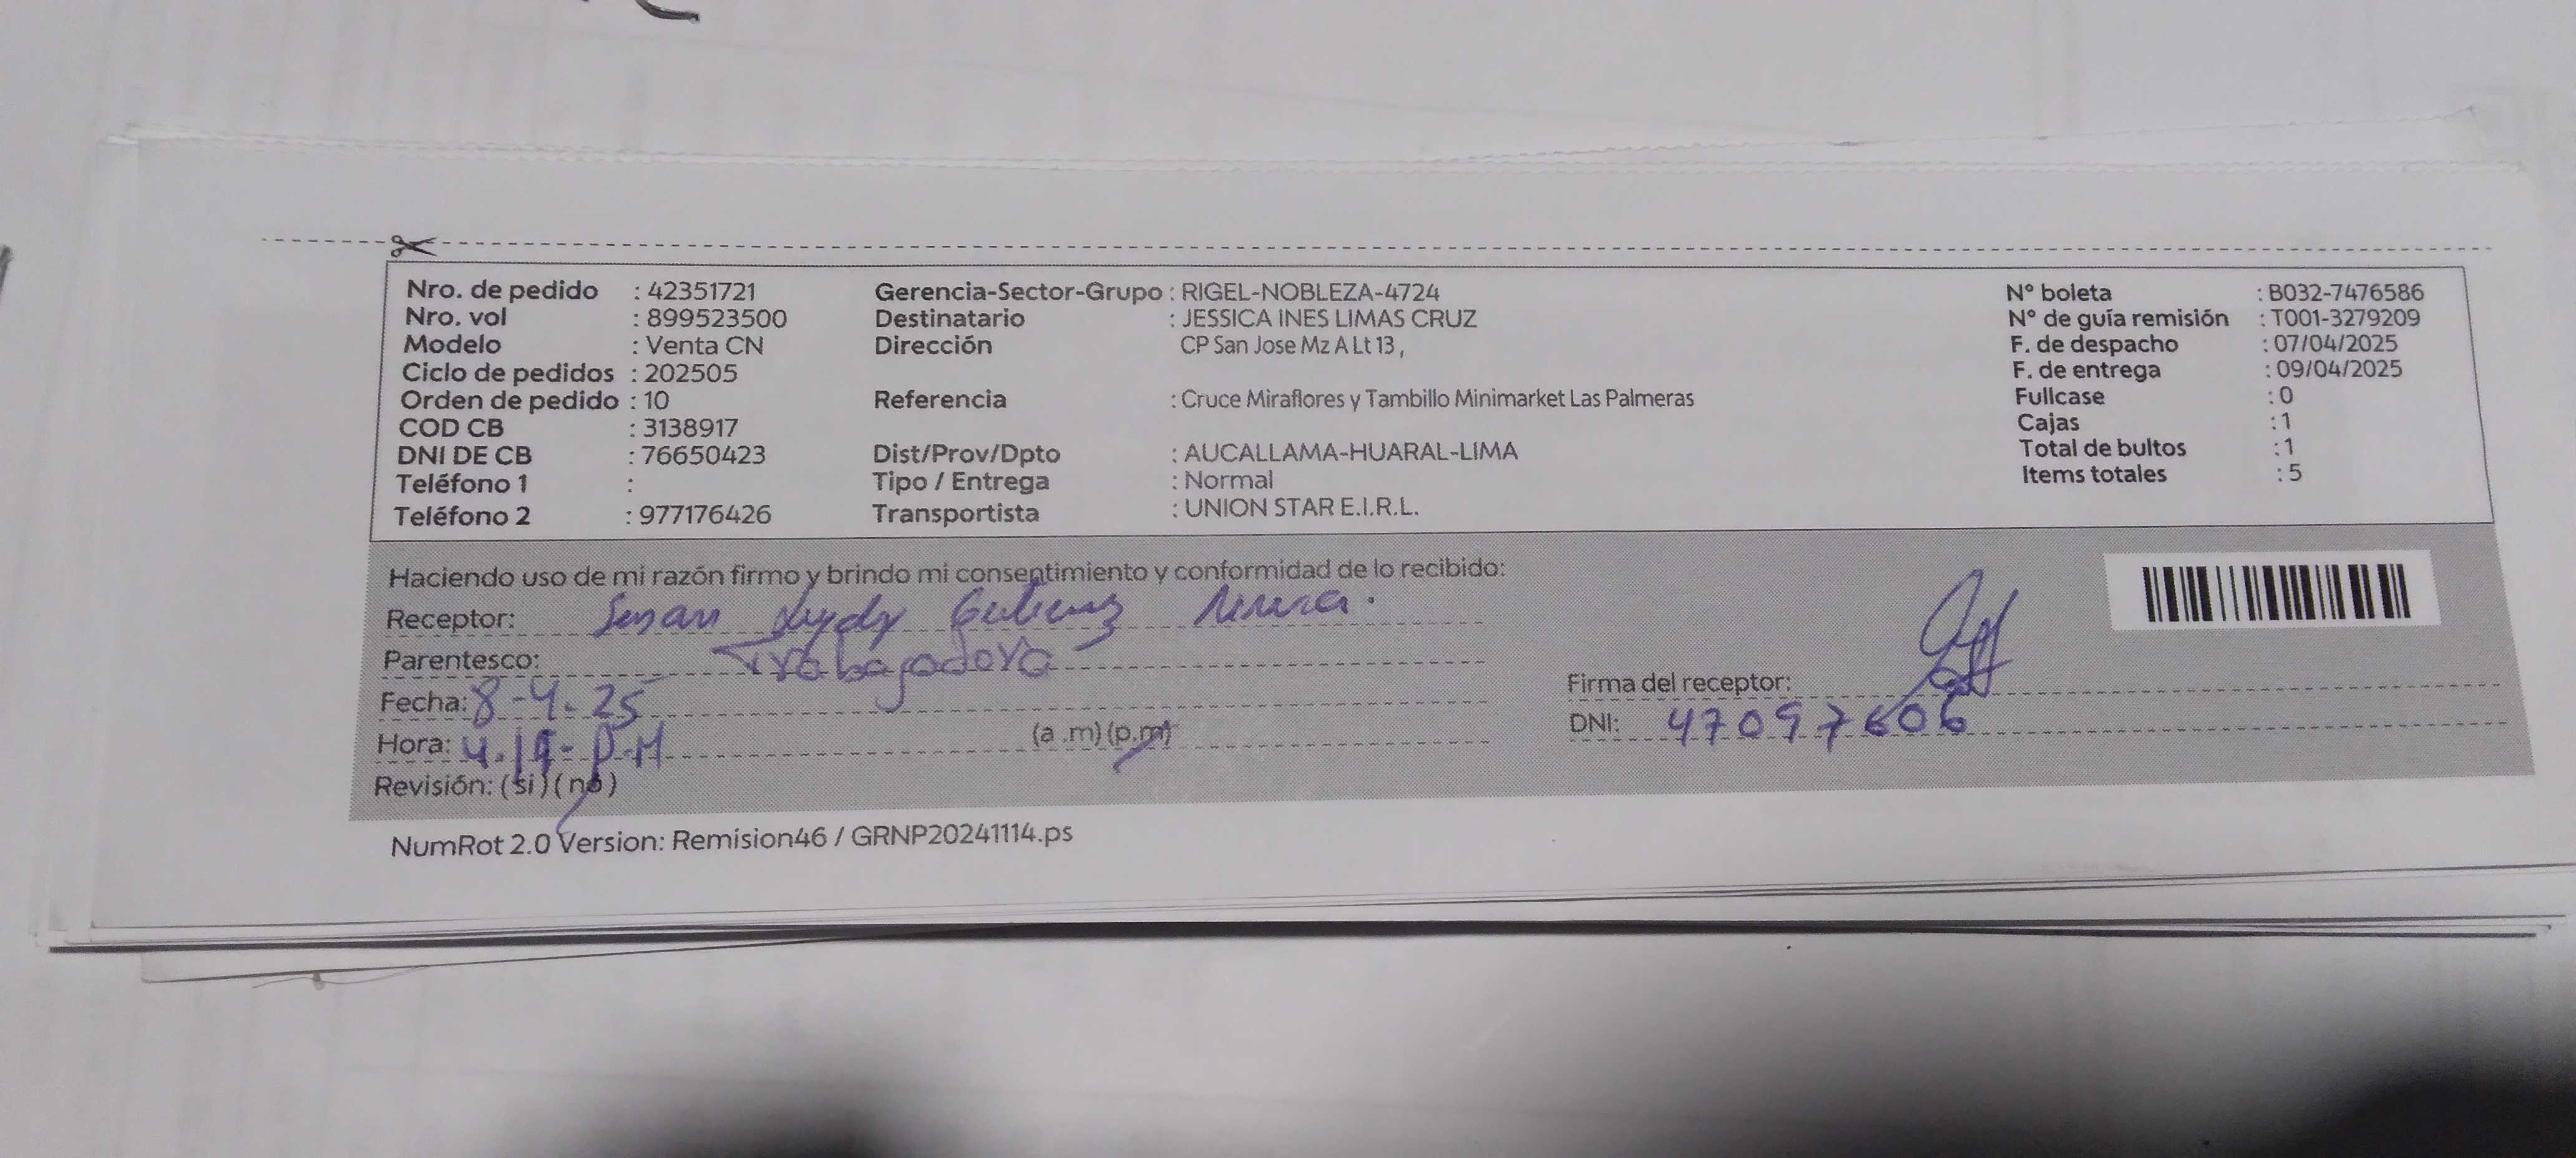 Nro. de pedido : 42351721
Nro. vol : 899523500
Modelo : Venta CN
Ciclo de pedidos : 202505
Orden de pedido : 10
COD CB : 3138917
DNI DE CB : 76650423
Teléfono 1 :
Teléfono 2 : 977176426
Gerencia-Sector-Grupo : RIGEL-NOBLEZA-4724
Destinatario : JESSICA INES LIMAS CRUZ
Dirección CP San Jose Mz A Lt 13,
Referencia : Cruce Miraflores y Tambillo Minimarket Las Palmeras
Dist/Prov/Dpto : AUCALLAMA-HUARAL-LIMA
Tipo / Entrega : Normal
Transportista : UNION STAR E.I.R.L.
N° boleta : B032-7476586
N° de guía remisión : T001-3279209
F. de despacho : 07/04/2025
F. de entrega : 09/04/2025
Fullcase : 0
Cajas : 1
Total de bultos : 1
Items totales : 5
Haciendo uso de mi razón firmo y brindo mi consentimiento y conformidad de lo recibido:
Receptor: Susan
Parentesco: Trabajadora
Fecha: 8-4-25
Hora: 4.19-P.M (a .m) (p.m)
Revisión: (si) (no)
Firma del receptor:
DNI: 47097606
NumRot 2.0 Version: Remision46 / GRNP20241114.ps